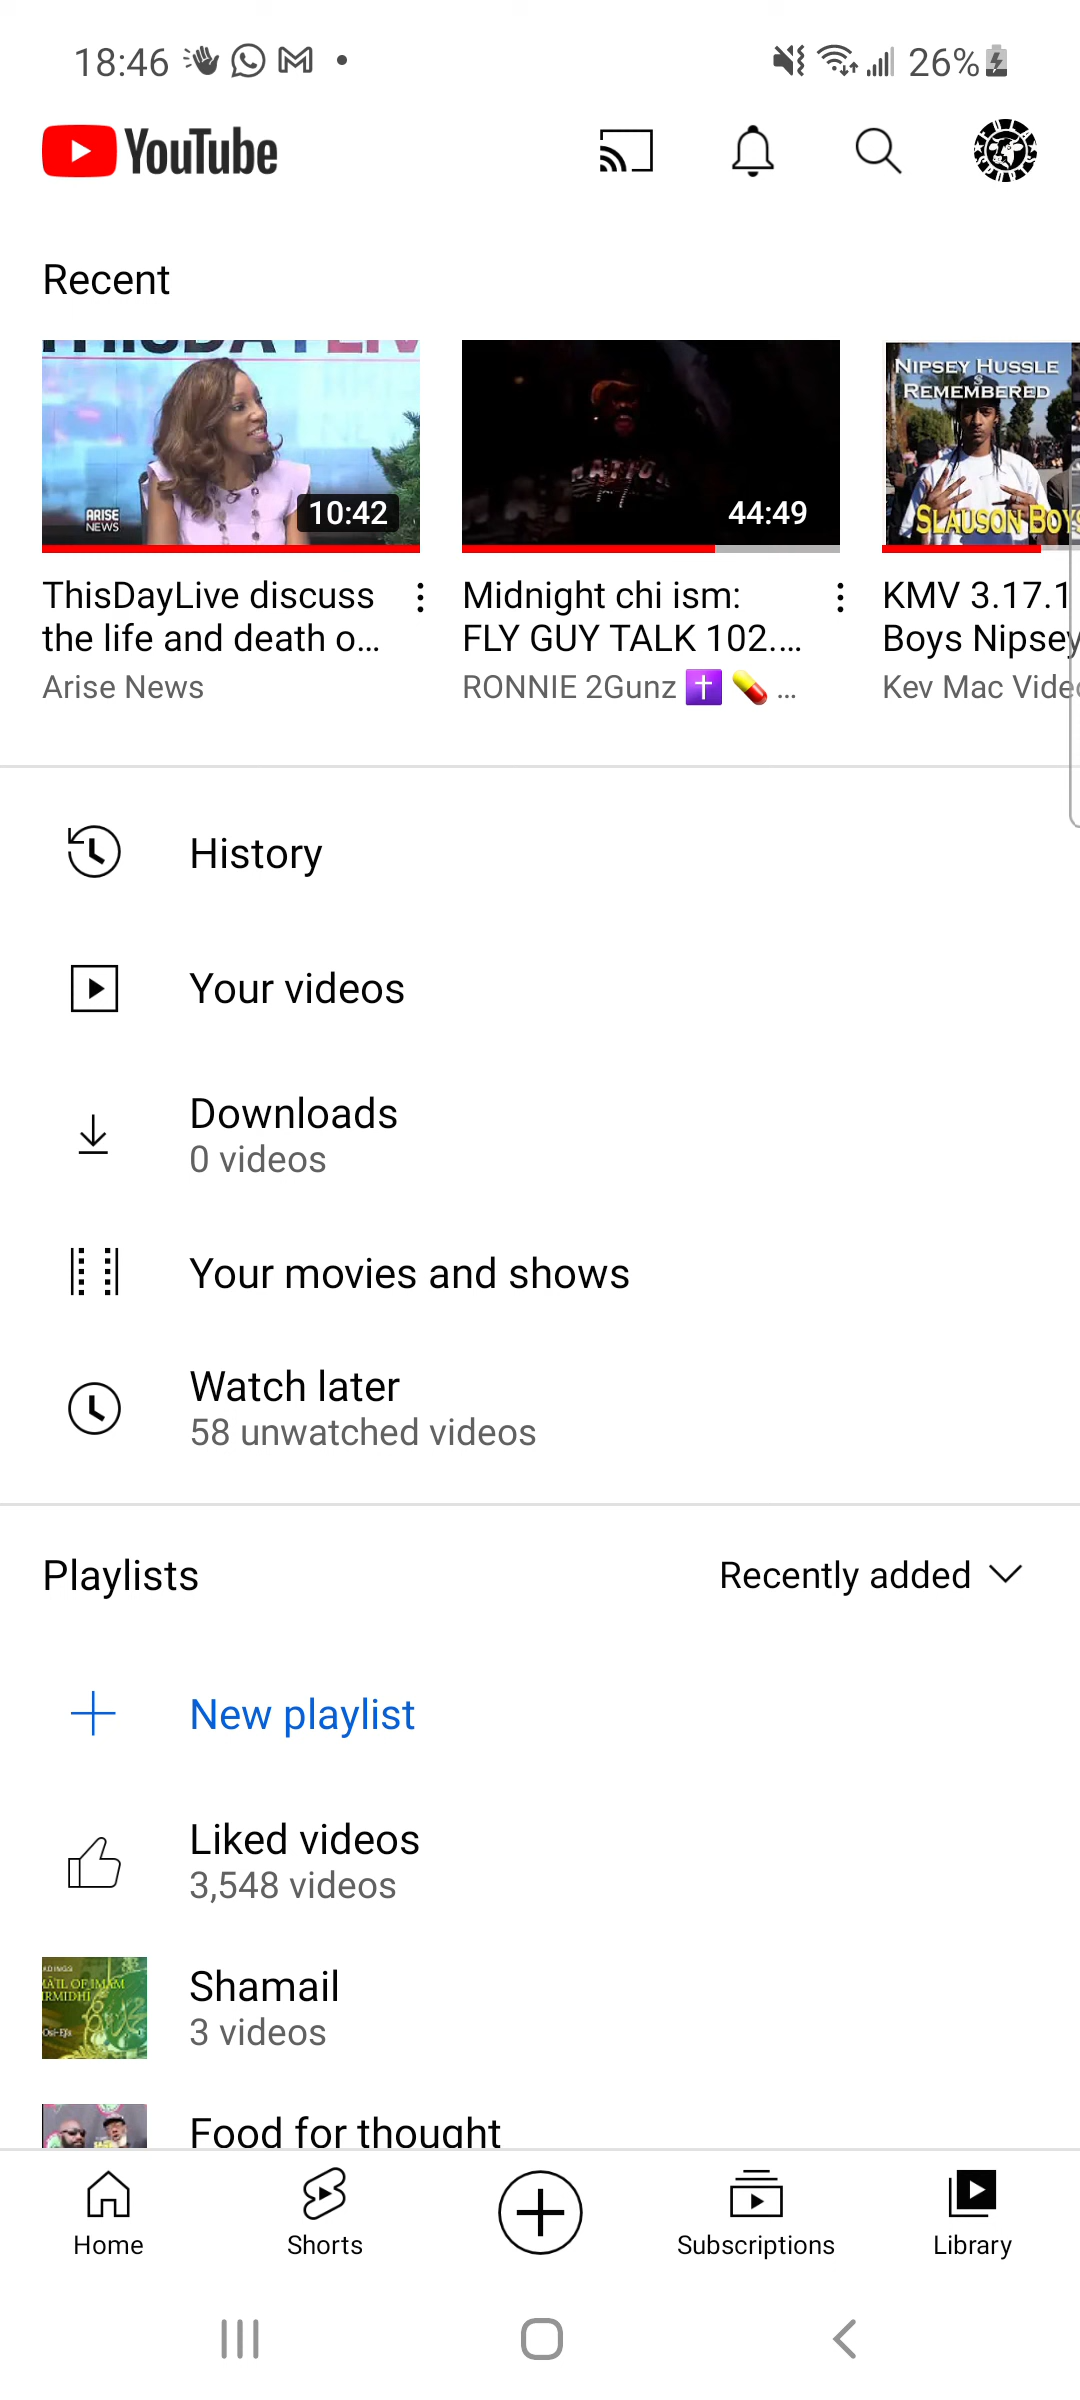 18:46
26%
YouTube
Recent
ARISE
NEWS
10:42
44:49
NIPSEY HUSSLE
REMEMBERED
SLAUSON BOYS
ThisDayLive discuss
the life and death o...
Arise News
Midnight chi ism:
FLY GUY TALK 102....
RONNIE 2Gunz ✝️ 💊 ...
KMV 3.17.1
Boys Nipsey
Kev Mac Vide
History
Your videos
Downloads
0 videos
Your movies and shows
Watch later
58 unwatched videos
Playlists
Recently added
New playlist
Liked videos
3,548 videos
Shamail
3 videos
Food for thought
Home
Shorts
Subscriptions
Library